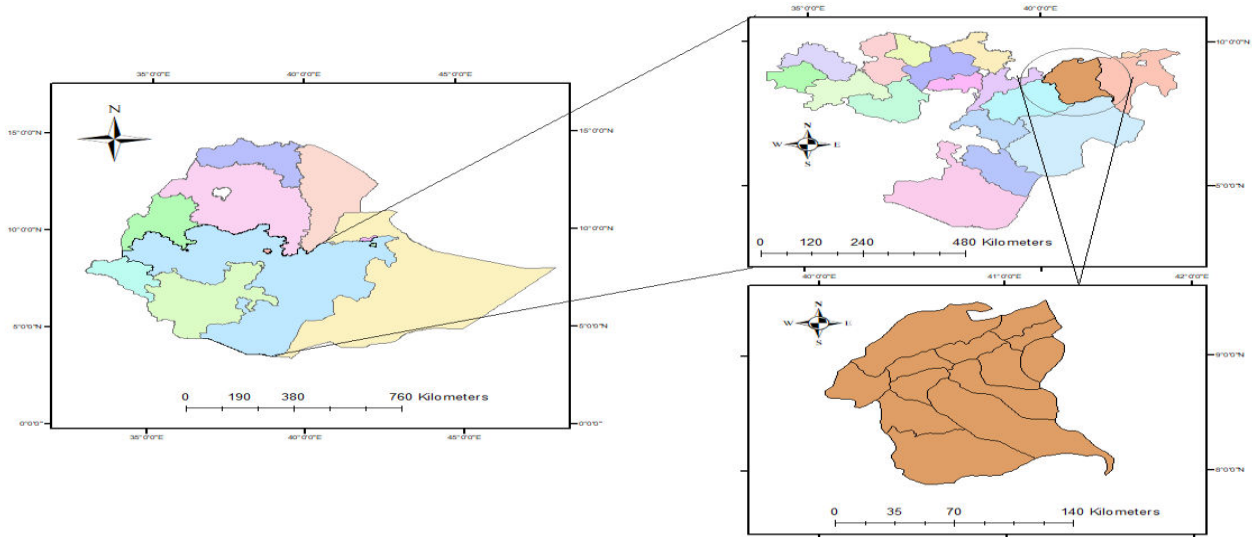 35°0'0"E 40°0'0"E 45°0'0"E
N
15°0'0"N 15°0'0"N
10°0'0"N 10°0'0"N
5°0'0"N 5°0'0"N
0 190 380 760 Kilometers
0°0'0" 0°0'0"
35°0'0"E 40°0'0"E 45°0'0"E
35°0'0"E 40°0'0"E
10°0'0"N
N
W E
S
5°0'0"N
0 120 240 480 Kilometers
40°0'0"E 41°0'0"E 42°0'0"E
N
W E
S
9°0'0"N
8°0'0"N
0 35 70 140 Kilometers